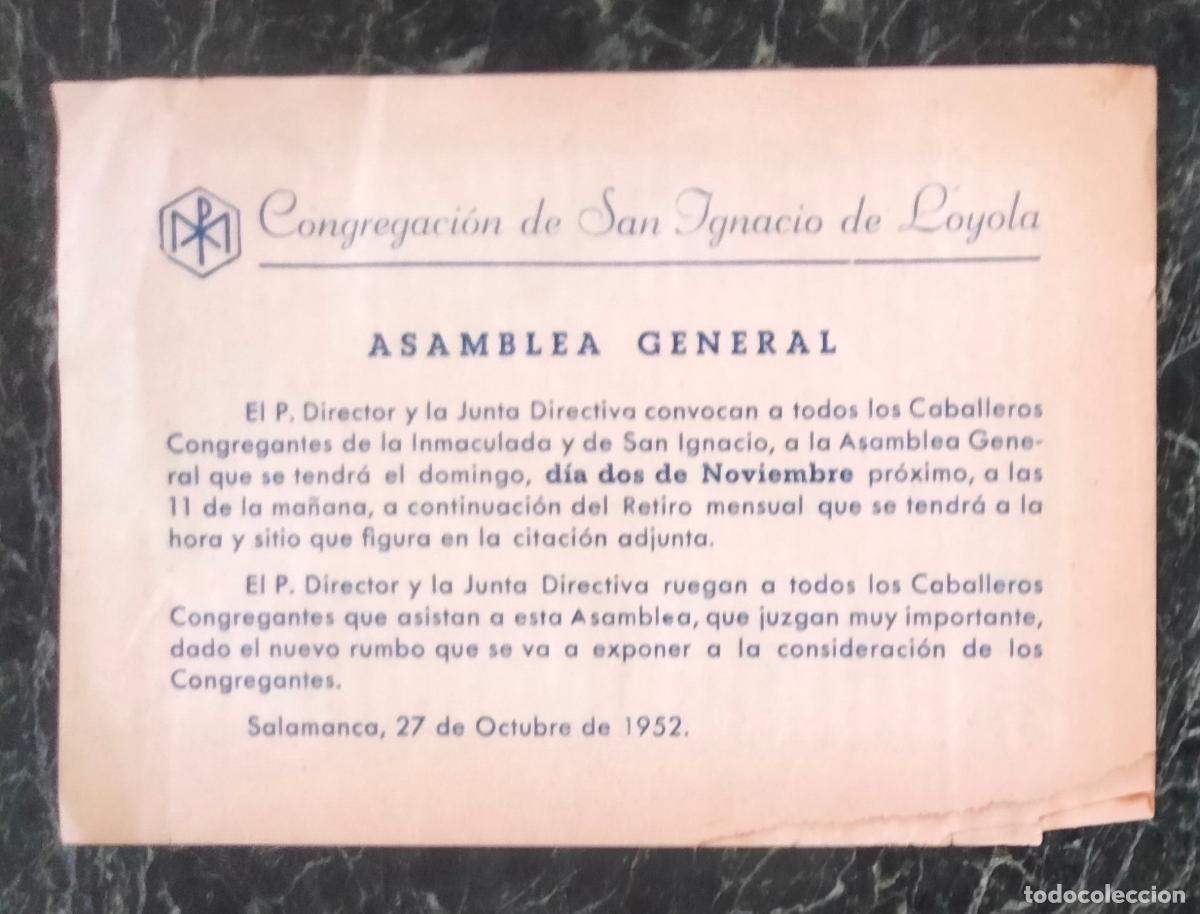 Congregación de San Ignacio de Loyola
ASAMBLEA GENERAL
El P. Director y la Junta Directiva convocan a todos los Caballeros
Congregantes de la Inmaculada y de San Ignacio, a la Asamblea Gene-
ral que se tendrá el domingo, día dos de Noviembre próximo, a las
11 de la mañana, a continuación del Retiro mensual que se tendrá a la
hora y sitio que figura en la citación adjunta.
El P. Director y la Junta Directiva ruegan a todos los Caballeros
Congregantes que asistan a esta Asamblea, que juzgan muy importante,
dado el nuevo rumbo que se va a exponer a la consideración de los
Congregantes.
Salamanca, 27 de Octubre de 1952.
todocoleccion